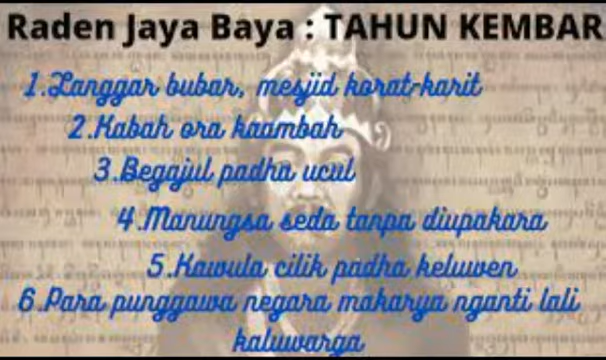 Raden Jaya Baya : TAHUN KEMBAR
1.Langgar bubar, mesjid korat-karit
2.Kabah ora kaambah
3.Begajul padha ucul
4.Manungsa seda tanpa diupakara
5.Kawula cilik padha keluwen
6.Para punggawa negara makarya nganti lali
kaluwarga